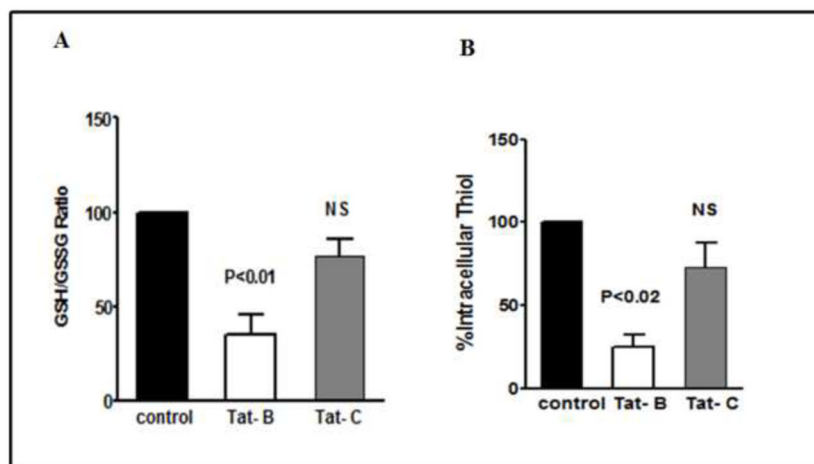 A
GSH/GSSG Ratio
150
100
50
0
P<0.01
NS
control Tat- B Tat- C
B
%Intracellular Thiol
150
100
50
0
P<0.02
NS
control Tat- B Tat- C